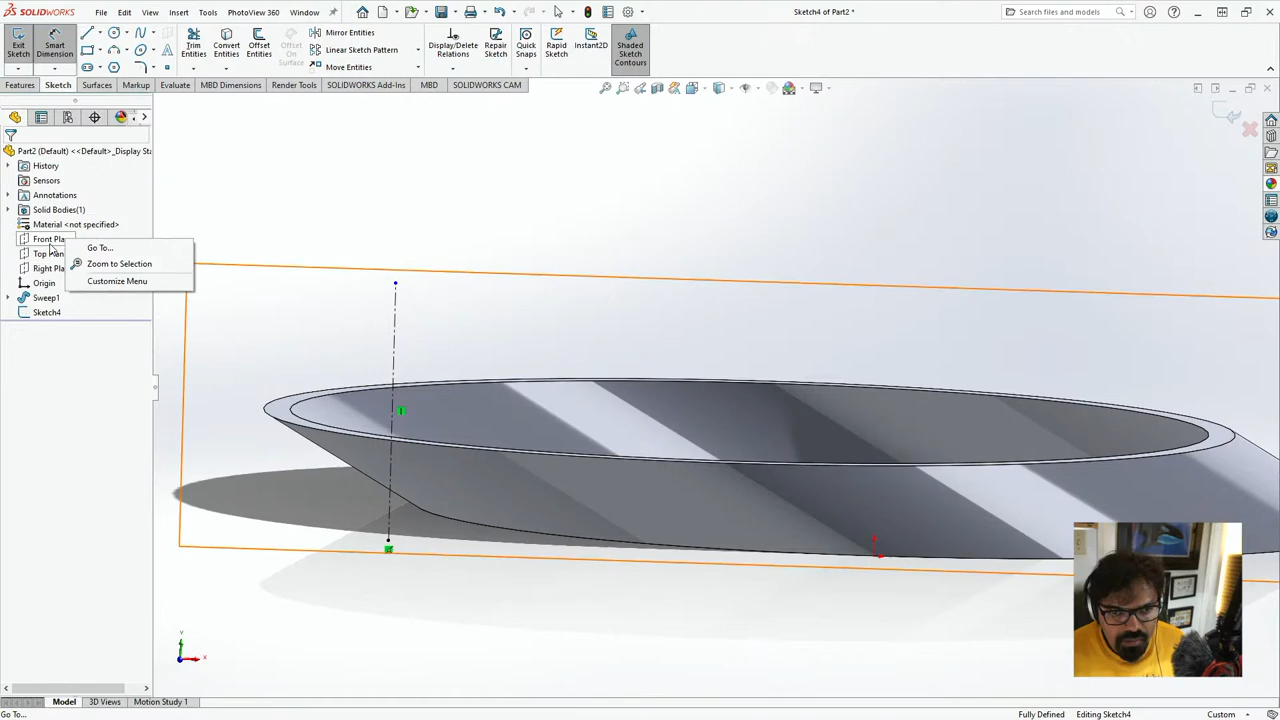 SOLIDWORKS
File
Edit
View
Insert
Tools
PhotoView 360
Window
Sketch4 of Part2 *
Search files and models
Exit Sketch
Smart Dimension
Trim Entities
Convert Entities
Offset Entities
Offset On Surface
Mirror Entities
Linear Sketch Pattern
Move Entities
Display/Delete Relations
Repair Sketch
Quick Snaps
Rapid Sketch
Instant2D
Shaded Sketch Contours
Features
Sketch
Surfaces
Markup
Evaluate
MBD Dimensions
Render Tools
SOLIDWORKS Add-Ins
MBD
SOLIDWORKS CAM
Part2 (Default) <<Default>_Display Sta
History
Sensors
Annotations
Solid Bodies(1)
Material <not specified>
Front Pla
Top Plan
Right Pla
Origin
Sweep1
Sketch4
Go To...
Zoom to Selection
Customize Menu
Y
X
Model
3D Views
Motion Study 1
Go To...
Fully Defined
Editing Sketch4
Custom